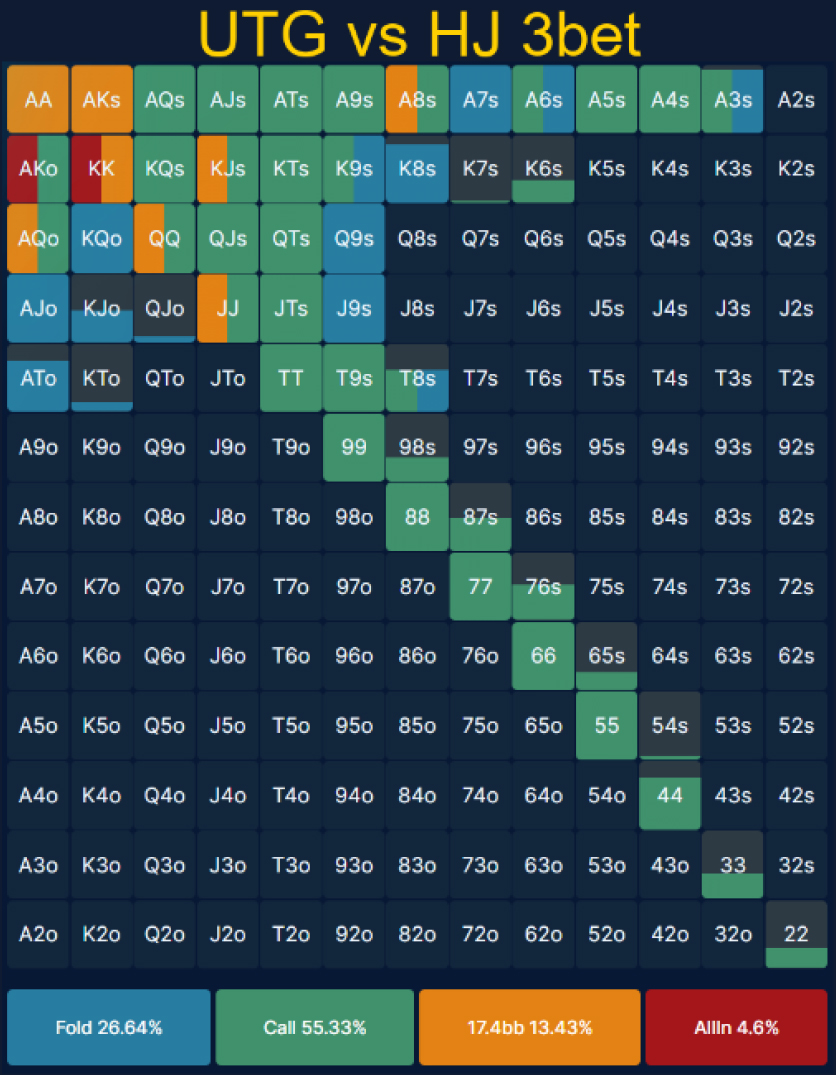 UTG vs HJ 3bet
AA AKs AQs AJs ATs A9s A8s A7s A6s A5s A4s A3s A2s
AKo KK KQs KJs KTs K9s K8s K7s K6s K5s K4s K3s K2s
AQo KQo QQ QJs QTs Q9s Q8s Q7s Q6s Q5s Q4s Q3s Q2s
AJo KJo QJo JJ JTs J9s J8s J7s J6s J5s J4s J3s J2s
ATo KTo QTo JTo TT T9s T8s T7s T6s T5s T4s T3s T2s
A9o K9o Q9o J9o T9o 99 98s 97s 96s 95s 94s 93s 92s
A8o K8o Q8o J8o T8o 98o 88 87s 86s 85s 84s 83s 82s
A7o K7o Q7o J7o T7o 97o 87o 77 76s 75s 74s 73s 72s
A6o K6o Q6o J6o T6o 96o 86o 76o 66 65s 64s 63s 62s
A5o K5o Q5o J5o T5o 95o 85o 75o 65o 55 54s 53s 52s
A4o K4o Q4o J4o T4o 94o 84o 74o 64o 54o 44 43s 42s
A3o K3o Q3o J3o T3o 93o 83o 73o 63o 53o 43o 33 32s
A2o K2o Q2o J2o T2o 92o 82o 72o 62o 52o 42o 32o 22
Fold 26.64% Call 55.33% 17.4bb 13.43% AllIn 4.6%